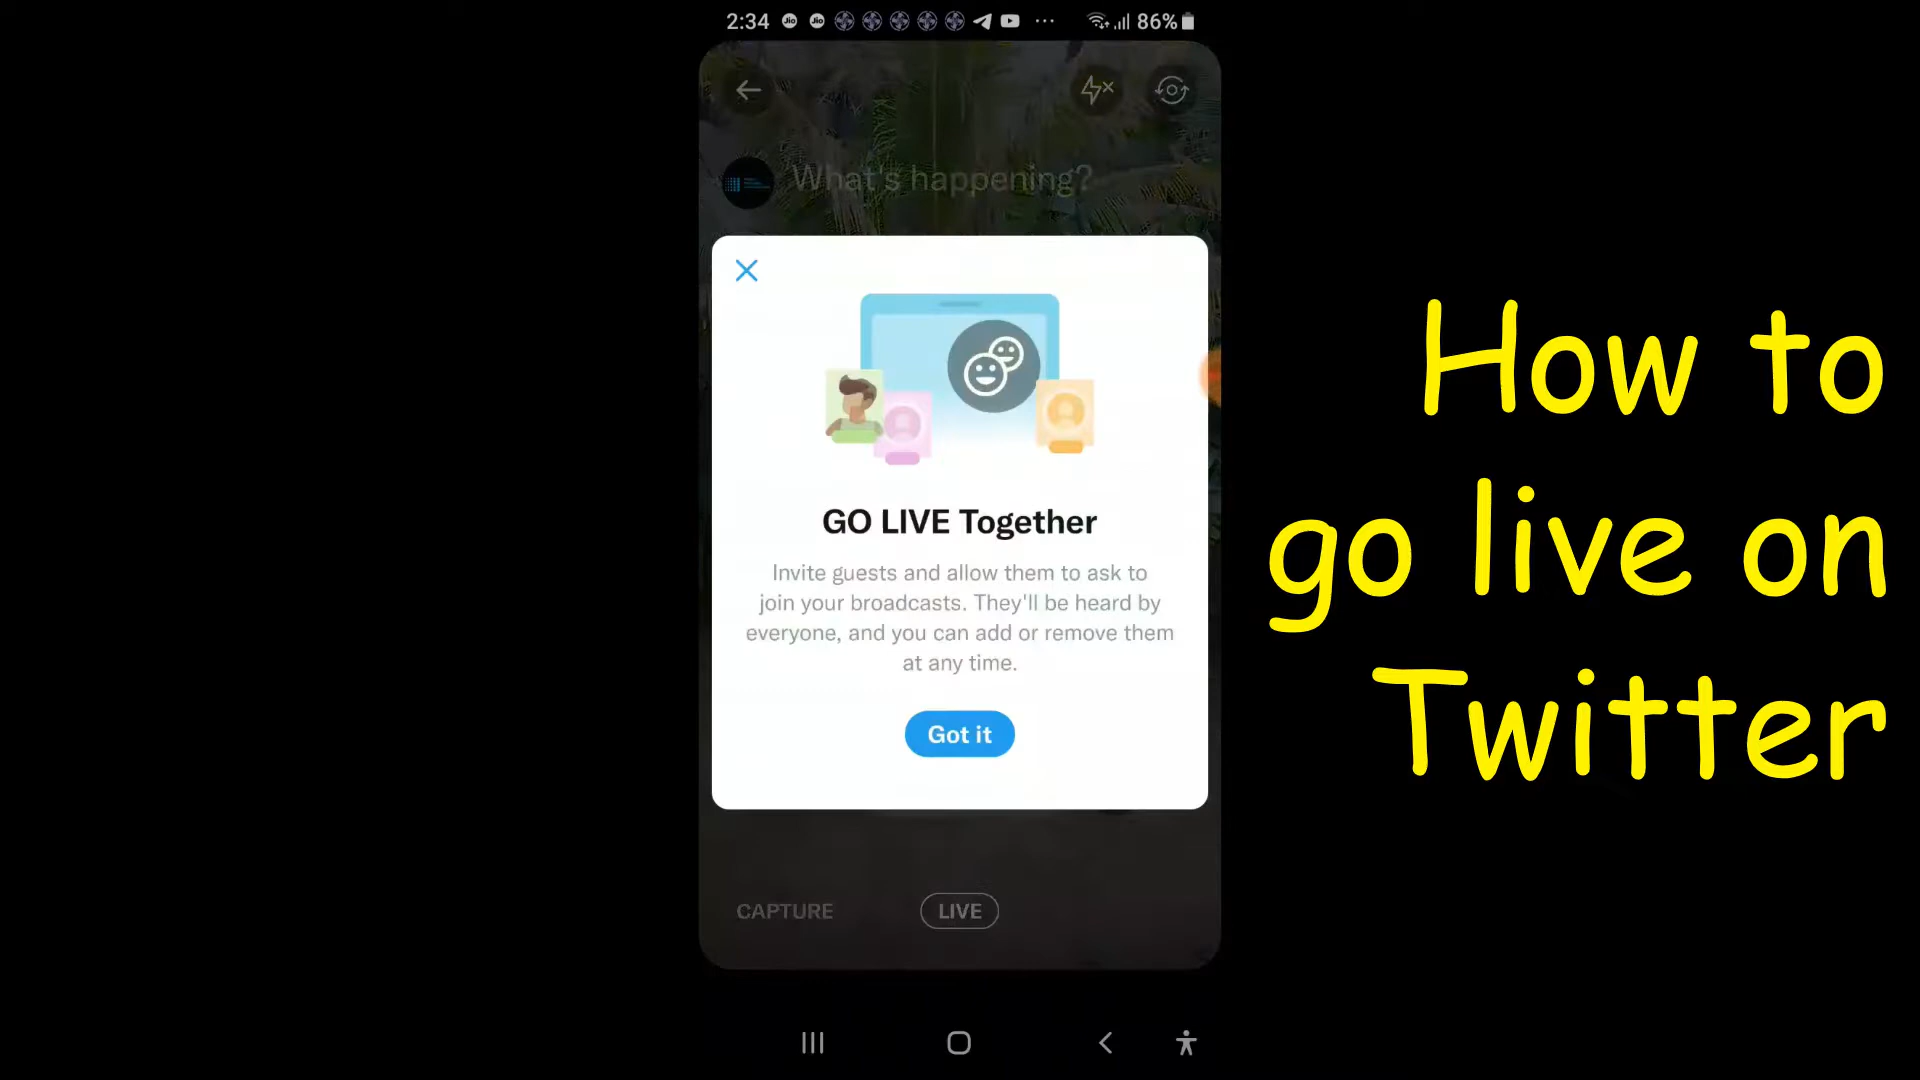 2:34
Jio Jio
86%
What's happening?
GO LIVE Together
Invite guests and allow them to ask to
join your broadcasts. They'll be heard by
everyone, and you can add or remove them
at any time.
Got it
CAPTURE
LIVE
How to
go live on
Twitter